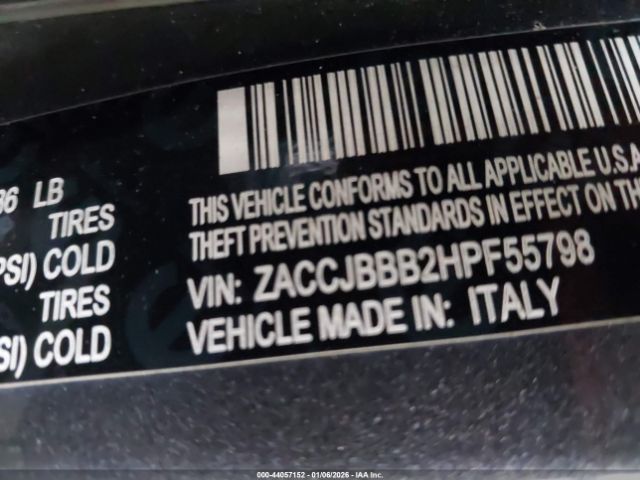 36 LB
TIRES
PSI) COLD
TIRES
SI) COLD
THIS VEHICLE CONFORMS TO ALL APPLICABLE U.S.A
THEFT PREVENTION STANDARDS IN EFFECT ON THE
VIN: ZACCJBBB2HPF55798
VEHICLE MADE IN: ITALY
000-44057152 - 01/06/2026 - © IAA Inc.